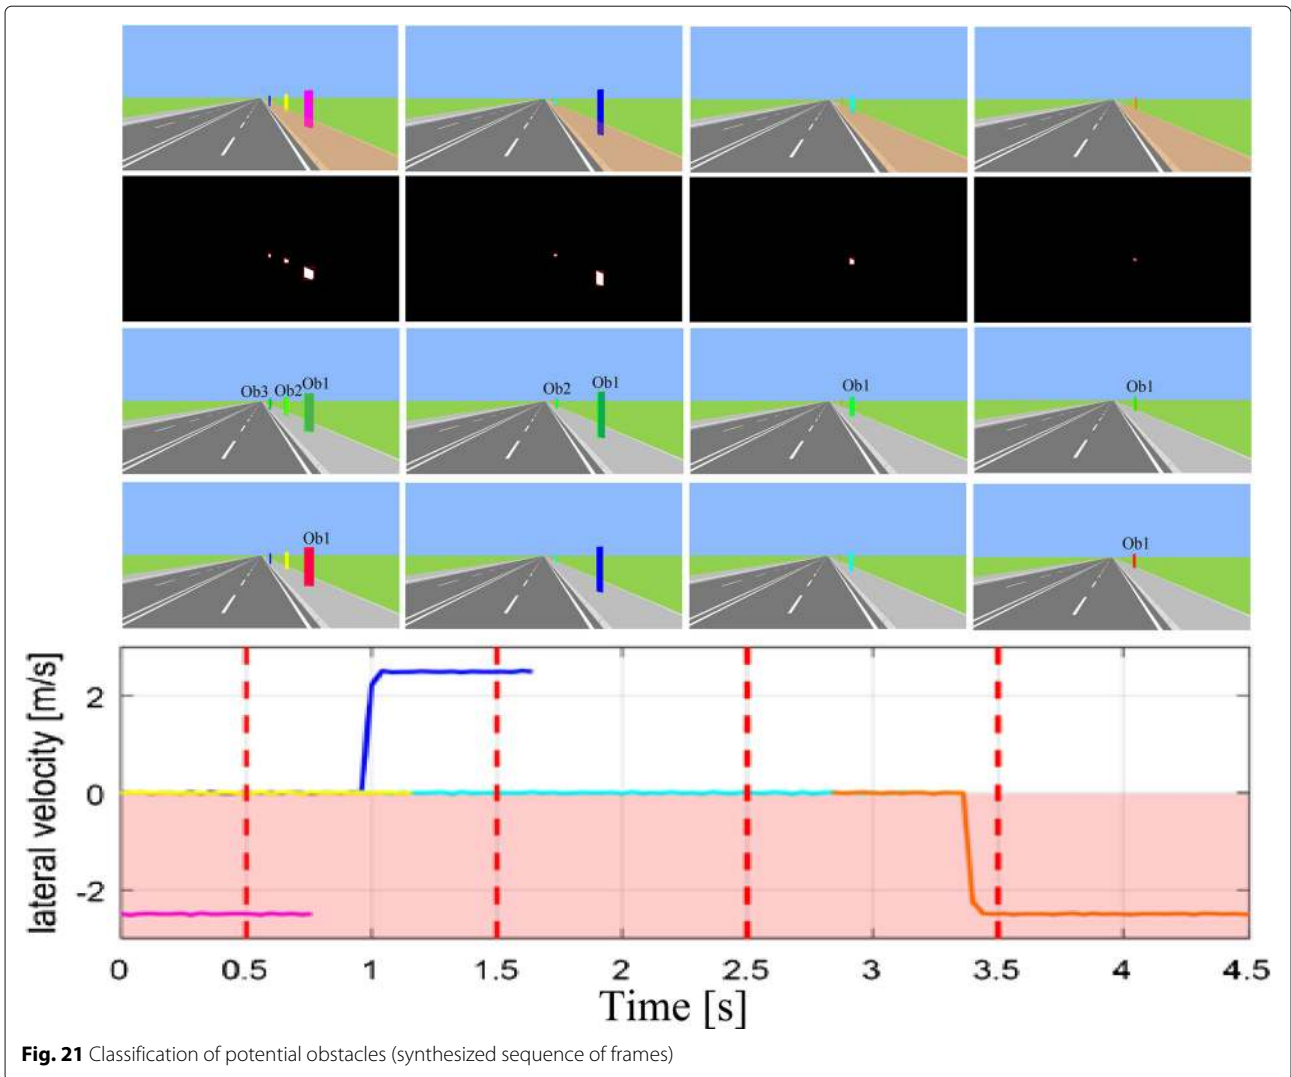 Ob3 Ob2 Ob1
Ob2 Ob1
Ob1
Ob1
Ob1
Ob1
lateral velocity [m/s]
2
0
-2
0 0.5 1 1.5 2 2.5 3 3.5 4 4.5
Time [s]
Fig. 21 Classification of potential obstacles (synthesized sequence of frames)